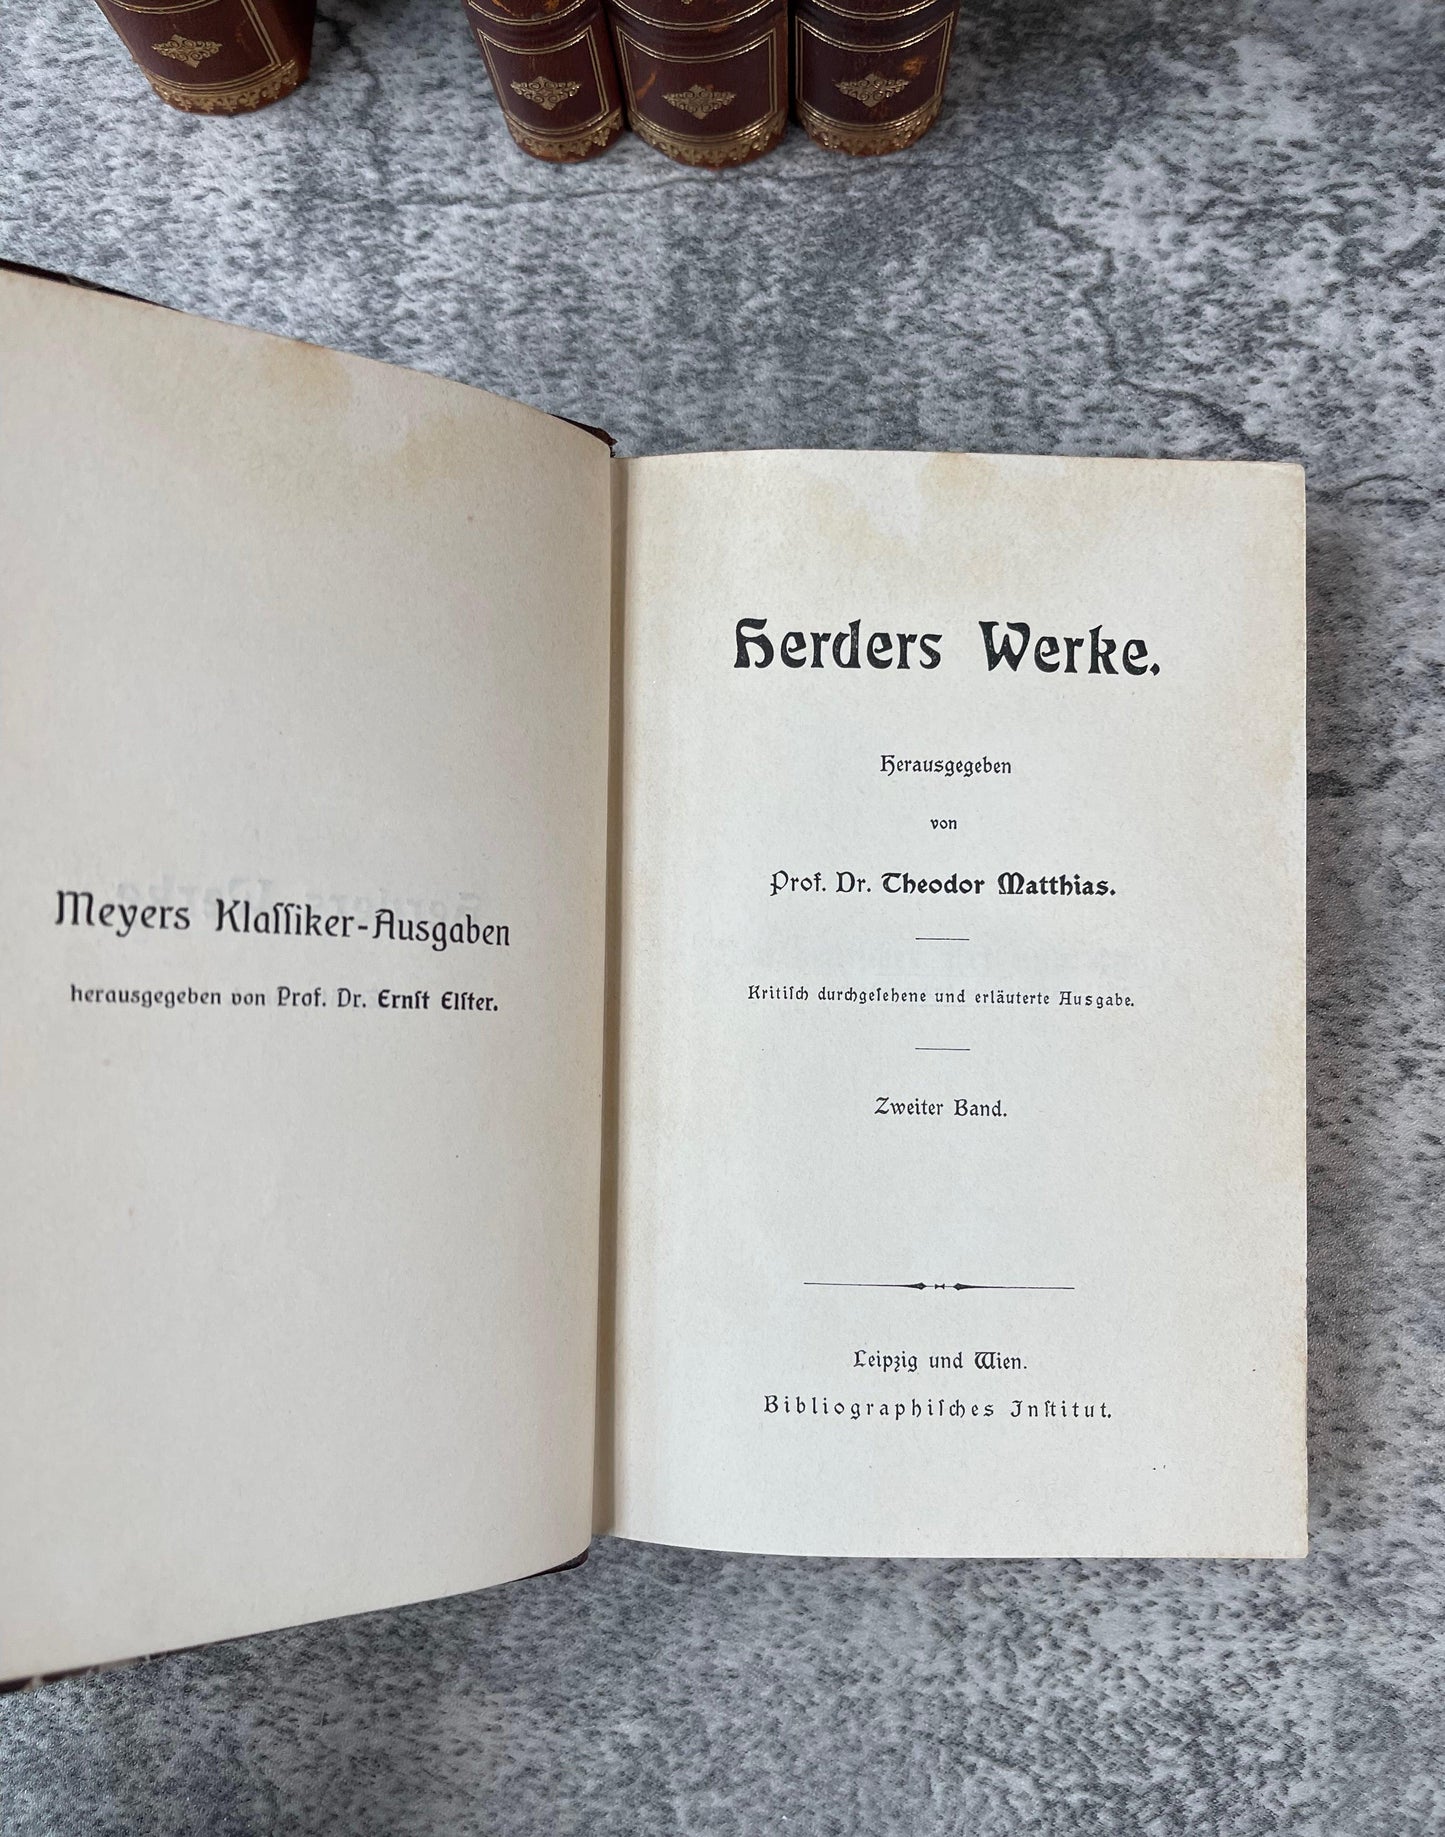 Meyers Klaſſiker-Ausgaben
herausgegeben von Prof. Dr. Ernſt Elſter.
Herders Werke.
Herausgegeben
von
Prof. Dr. Theodor Matthias.
Kritiſch durchgeſehene und erläuterte Ausgabe.
Zweiter Band.
Leipzig und Wien.
Bibliographiſches Inſtitut.